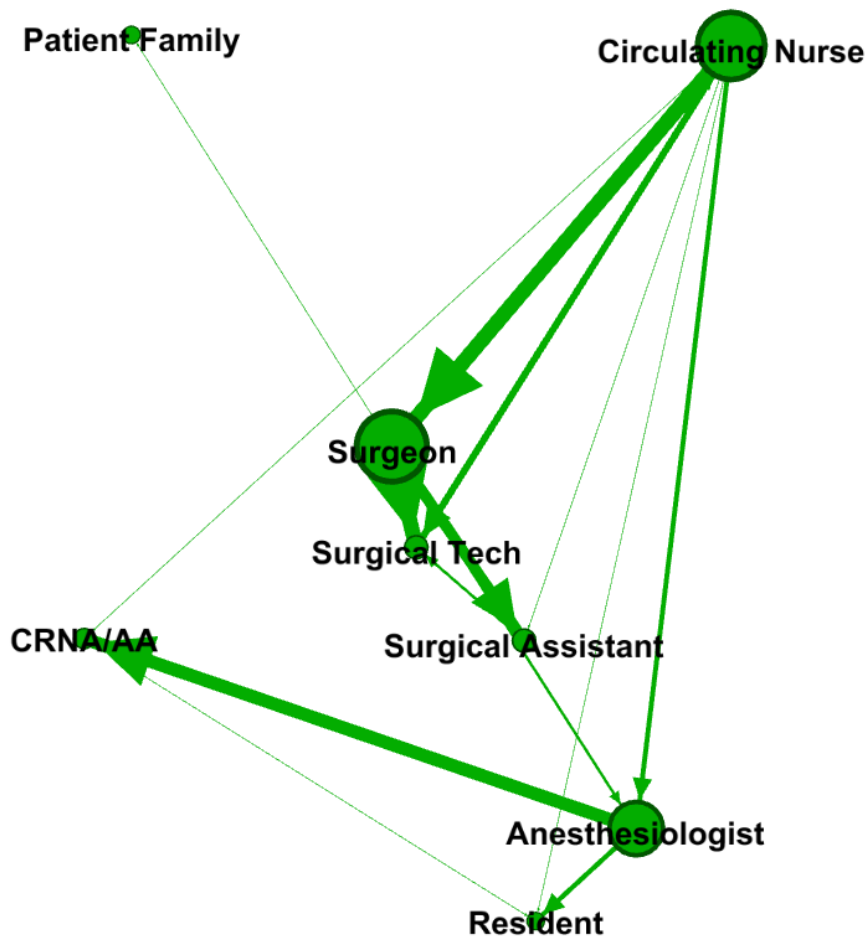 Patient Family
Circulating Nurse
Surgeon
Surgical Tech
CRNA/AA
Surgical Assistant
Anesthesiologist
Resident